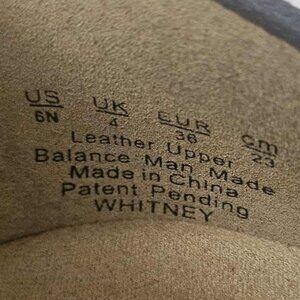 US UK EUR cm
6N 4 36 23
Leather Upper
Balance Man Made
Made in China
Patent Pending
WHITNEY